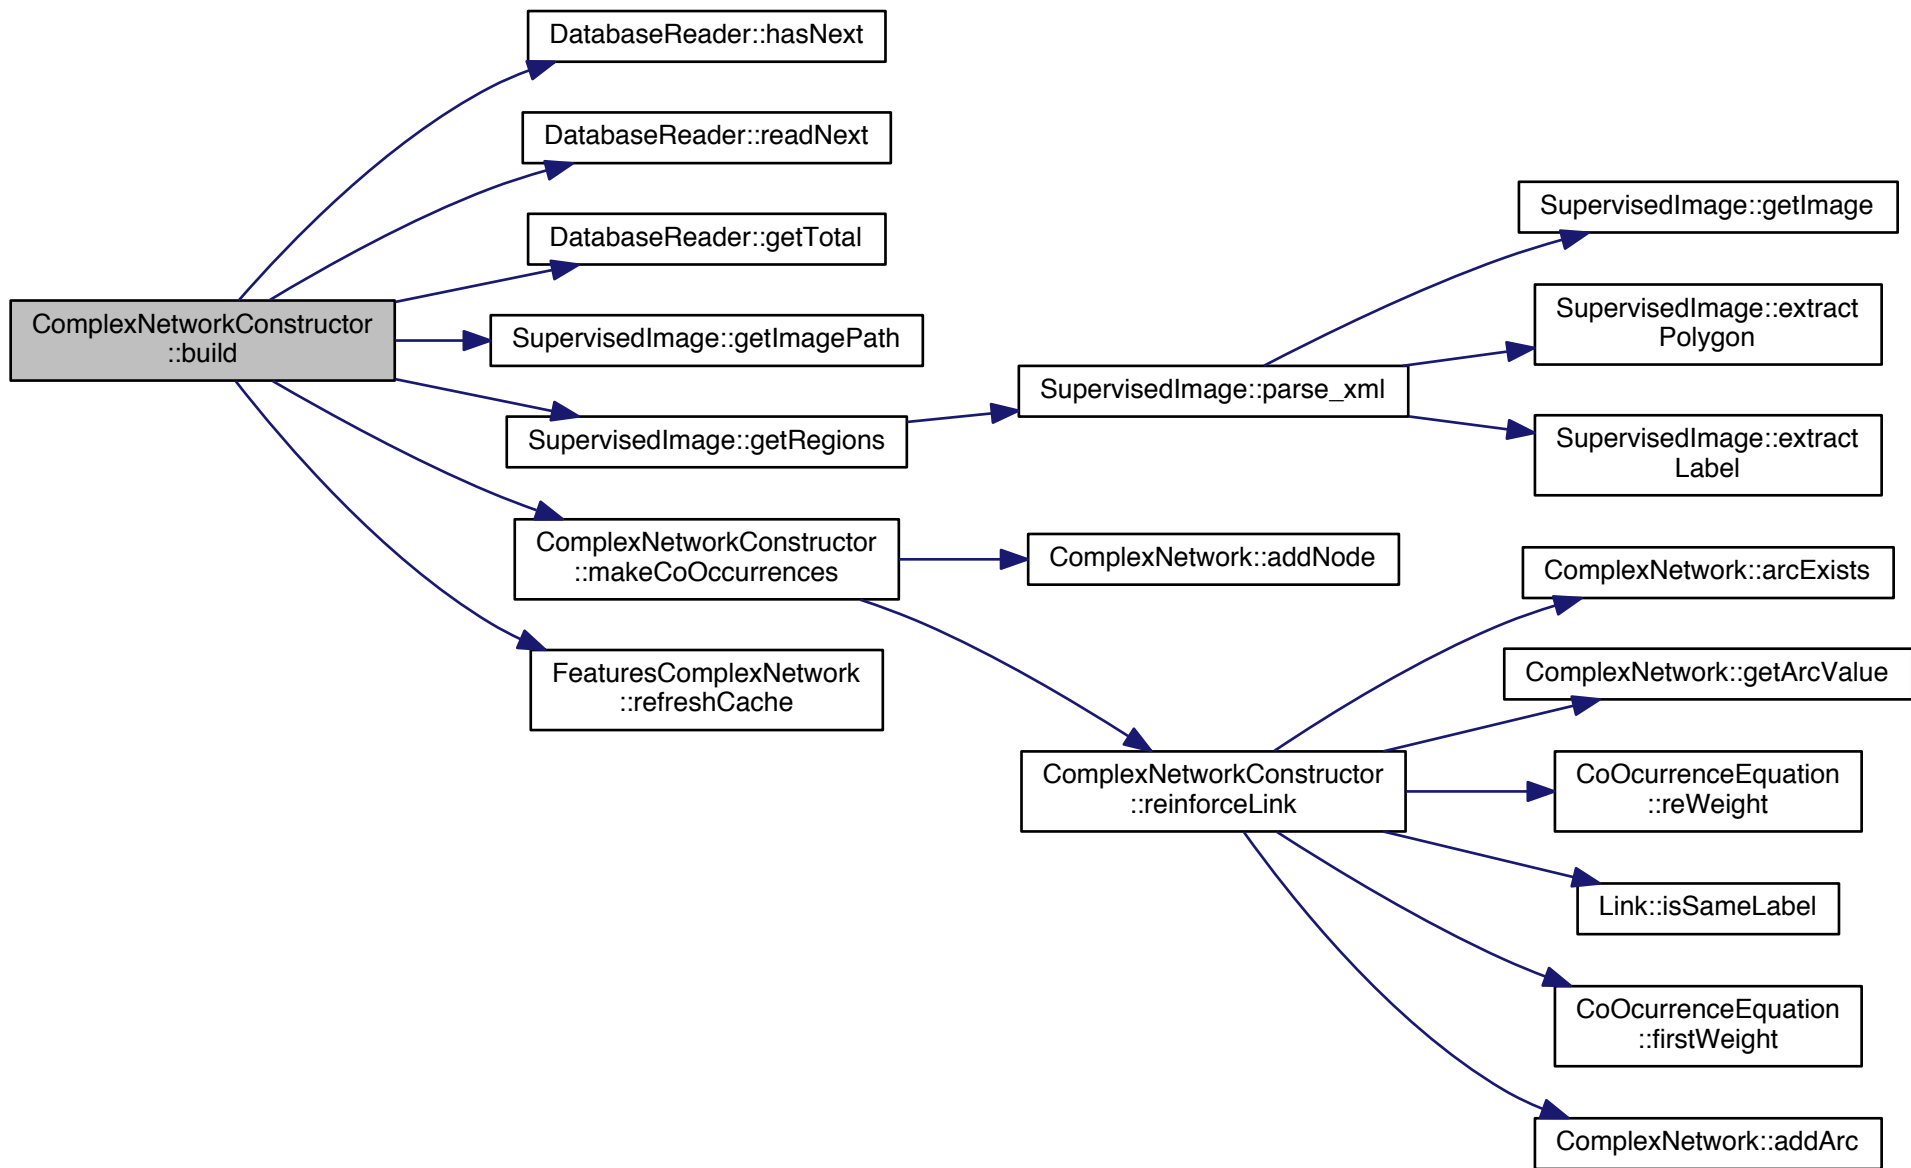 DatabaseReader::hasNext
DatabaseReader::readNext
DatabaseReader::getTotal
ComplexNetworkConstructor
::build
SupervisedImage::getImagePath
SupervisedImage::getRegions
ComplexNetworkConstructor
::makeCoOccurrences
FeaturesComplexNetwork
::refreshCache
SupervisedImage::parse_xml
ComplexNetwork::addNode
ComplexNetworkConstructor
::reinforceLink
SupervisedImage::getImage
SupervisedImage::extract
Polygon
SupervisedImage::extract
Label
ComplexNetwork::arcExists
ComplexNetwork::getArcValue
CoOcurrenceEquation
::reWeight
Link::isSameLabel
CoOcurrenceEquation
::firstWeight
ComplexNetwork::addArc